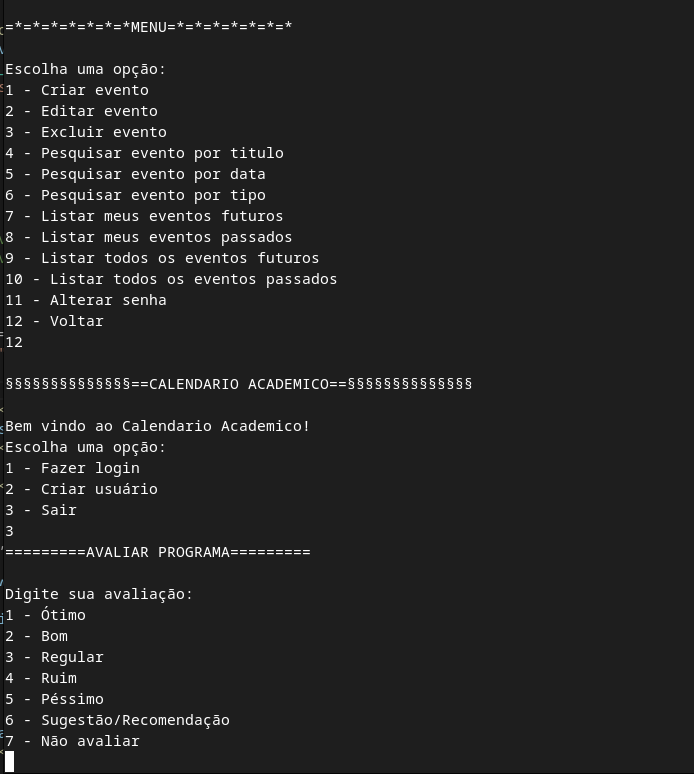 =*=*=*=*=*=*=*MENU=*=*=*=*=*=*=*
Escolha uma opção:
1 - Criar evento
2 - Editar evento
3 - Excluir evento
4 - Pesquisar evento por titulo
5 - Pesquisar evento por data
6 - Pesquisar evento por tipo
7 - Listar meus eventos futuros
8 - Listar meus eventos passados
9 - Listar todos os eventos futuros
10 - Listar todos os eventos passados
11 - Alterar senha
12 - Voltar
12
§§§§§§§§§§§§§§==CALENDARIO ACADEMICO==§§§§§§§§§§§§§§
Bem vindo ao Calendario Academico!
Escolha uma opção:
1 - Fazer login
2 - Criar usuário
3 - Sair
3
=========AVALIAR PROGRAMA=========
Digite sua avaliação:
1 - Ótimo
2 - Bom
3 - Regular
4 - Ruim
5 - Péssimo
6 - Sugestão/Recomendação
7 - Não avaliar